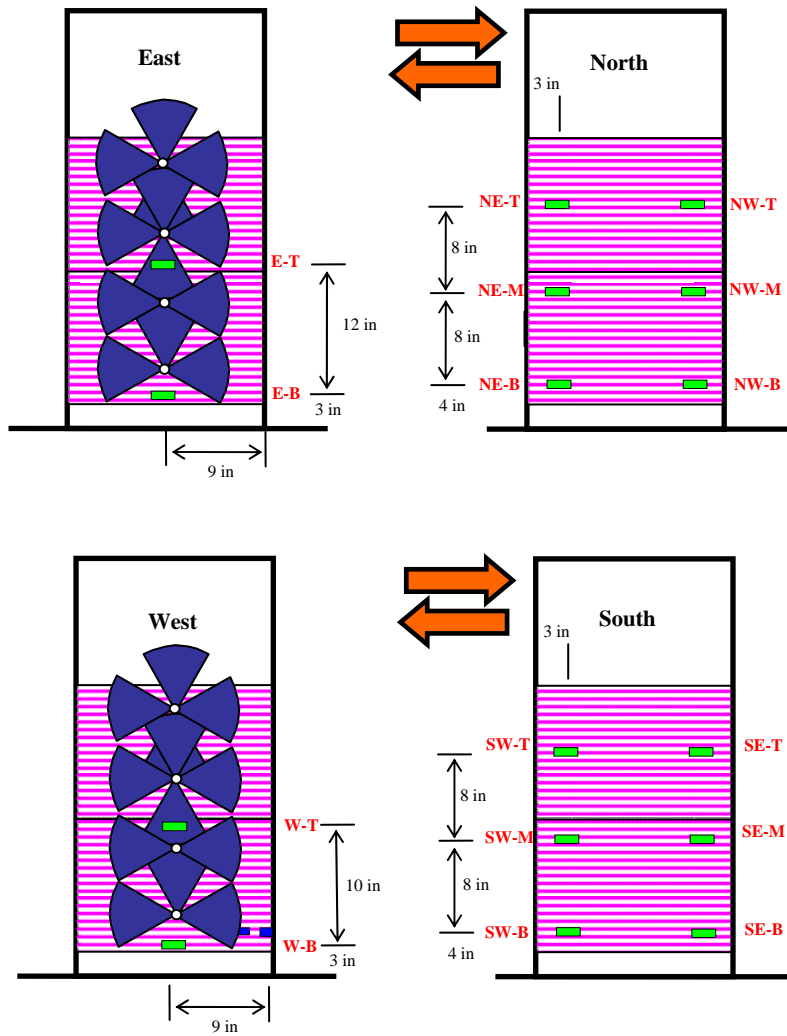 East
E-T
12 in
E-B
3 in
9 in
North
3 in
NE-T
NW-T
8 in
NE-M
NW-M
8 in
NE-B
NW-B
4 in
West
W-T
10 in
W-B
3 in
9 in
South
3 in
SW-T
SE-T
8 in
SW-M
SE-M
8 in
SW-B
SE-B
4 in